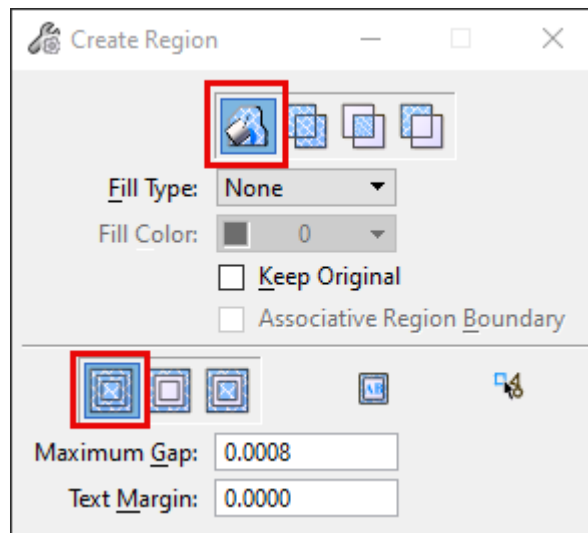 Create Region
Fill Type: None
Fill Color: 0
Keep Original
Associative Region Boundary
AB
Maximum Gap: 0.0008
Text Margin: 0.0000